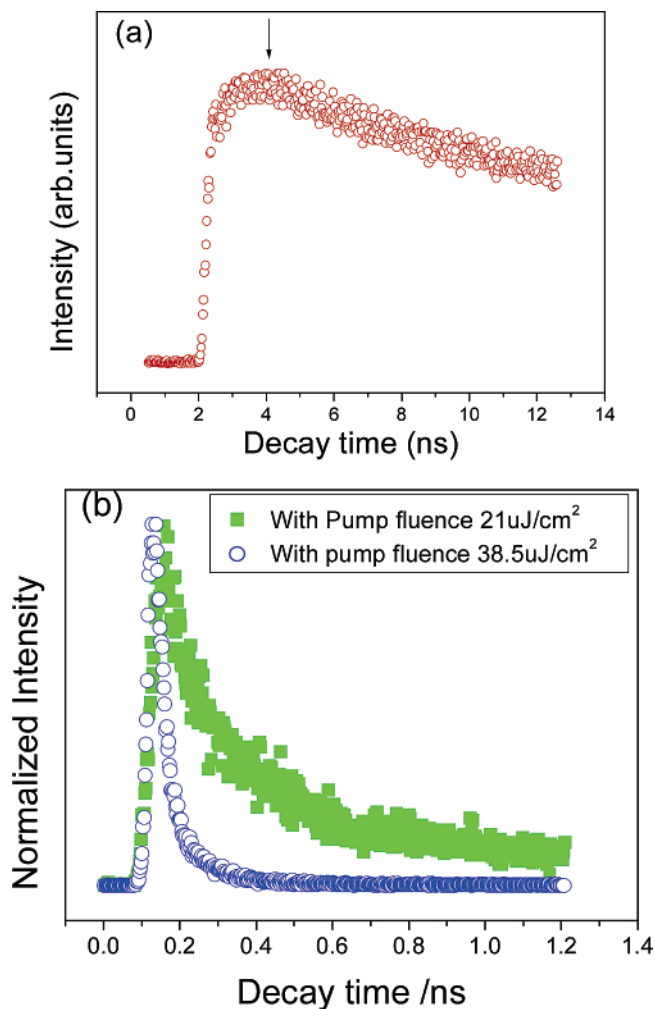 (a)
Intensity (arb.units)
0 2 4 6 8 10 12 14
Decay time (ns)
(b)
With Pump fluence 21uJ/cm²
With pump fluence 38.5uJ/cm²
Normalized Intensity
0.0 0.2 0.4 0.6 0.8 1.0 1.2 1.4
Decay time /ns